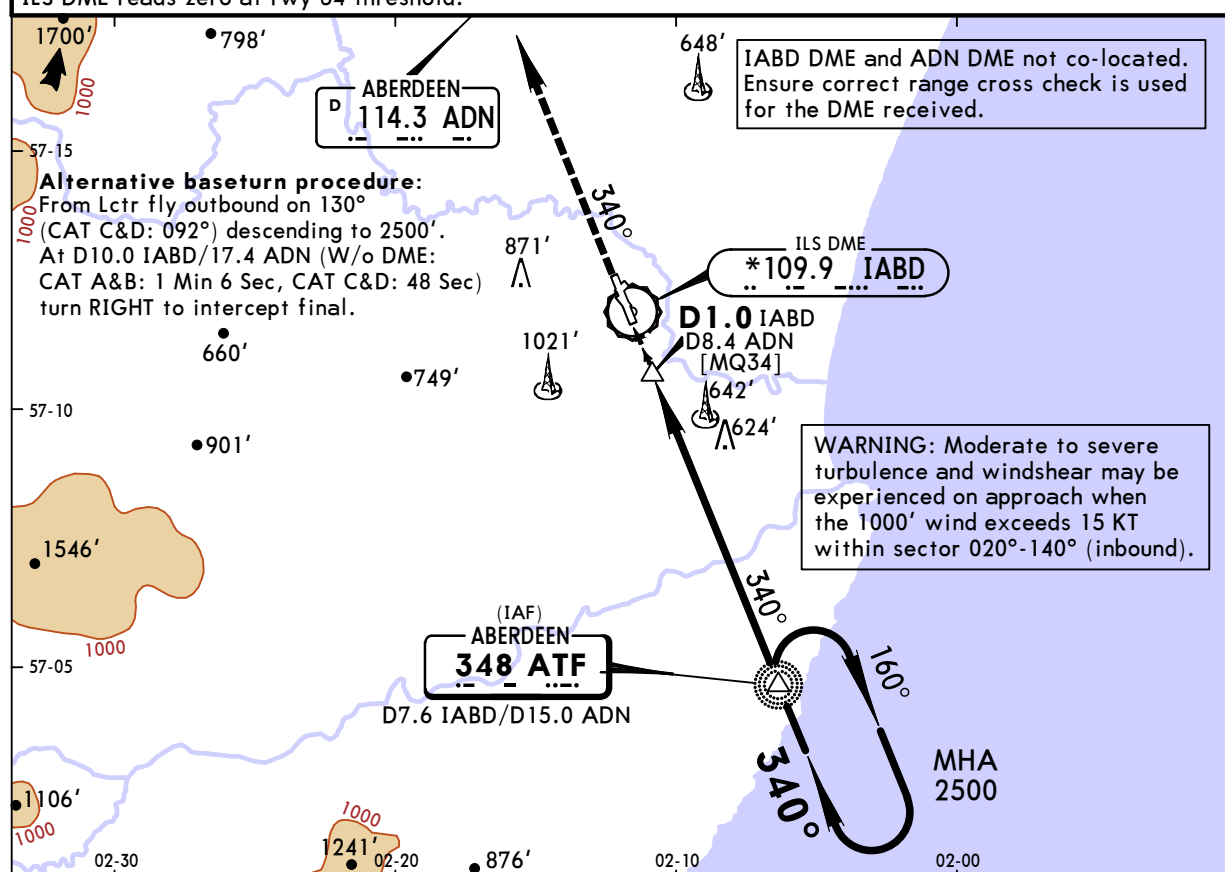 ILS DME reads zero at rwy 34 threshold.
1700'
798'
648'
1000
IABD DME and ADN DME not co-located.
Ensure correct range cross check is used
for the DME received.
ABERDEEN
D 114.3 ADN
57-15
Alternative baseturn procedure:
From Lctr fly outbound on 130°
(CAT C&D: 092°) descending to 2500'.
At D10.0 IABD/17.4 ADN (W/o DME:
CAT A&B: 1 Min 6 Sec, CAT C&D: 48 Sec)
turn RIGHT to intercept final.
1000
340°
871'
ILS DME
*109.9 IABD
D1.0 IABD
D8.4 ADN
[MQ34]
660'
1021'
749'
642'
624'
57-10
901'
WARNING: Moderate to severe
turbulence and windshear may be
experienced on approach when
the 1000' wind exceeds 15 KT
within sector 020°-140° (inbound).
1546'
1000
340°
(IAF)
ABERDEEN
348 ATF
D7.6 IABD/D15.0 ADN
57-05
160°
340°
MHA
2500
1106'
1000
1000
1241'
876'
02-30
02-20
02-10
02-00